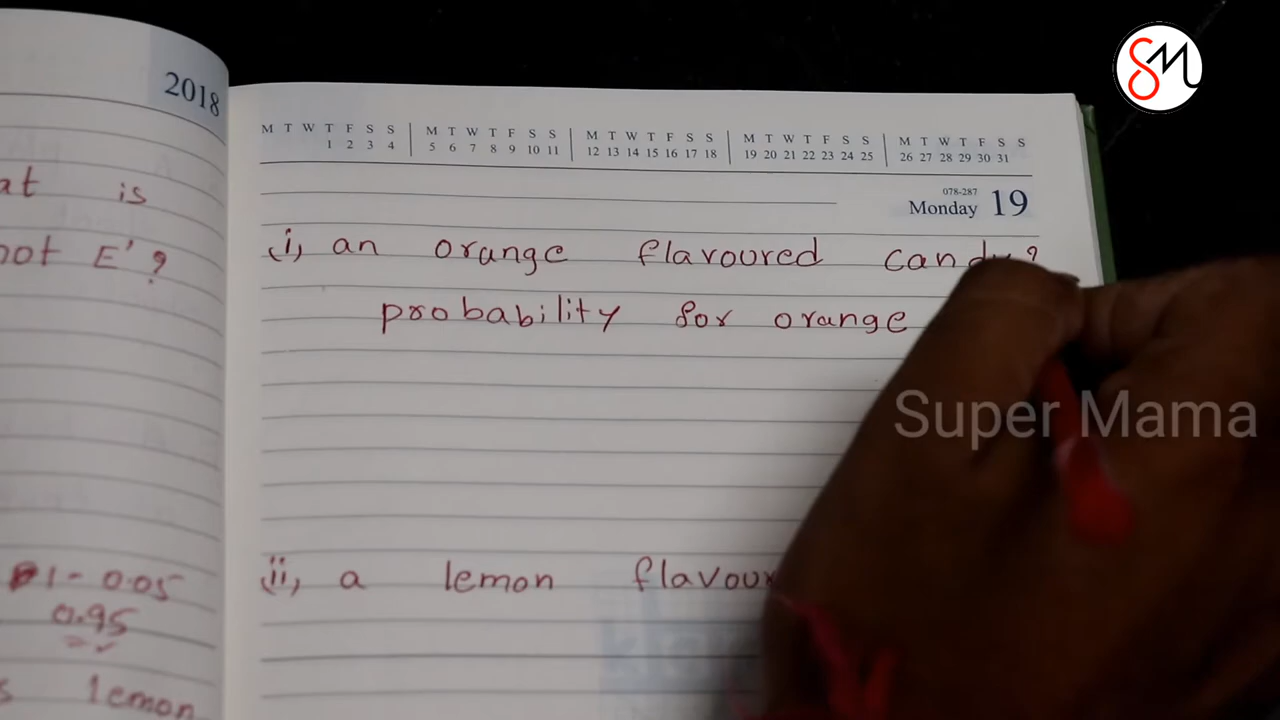 SM
2018
M T W T F S S M T W T F S S M T W T F S S M T W T F S S M T W T F S S
1 2 3 4 5 6 7 8 9 10 11 12 13 14 15 16 17 18 19 20 21 22 23 24 25 26 27 28 29 30 31
078-287
Monday 19
is
not E' ?
(i), an orange flavoured candy?
probability for orange
Super Mama
1 - 0.05
0.95
lemon
(ii), a lemon flavour